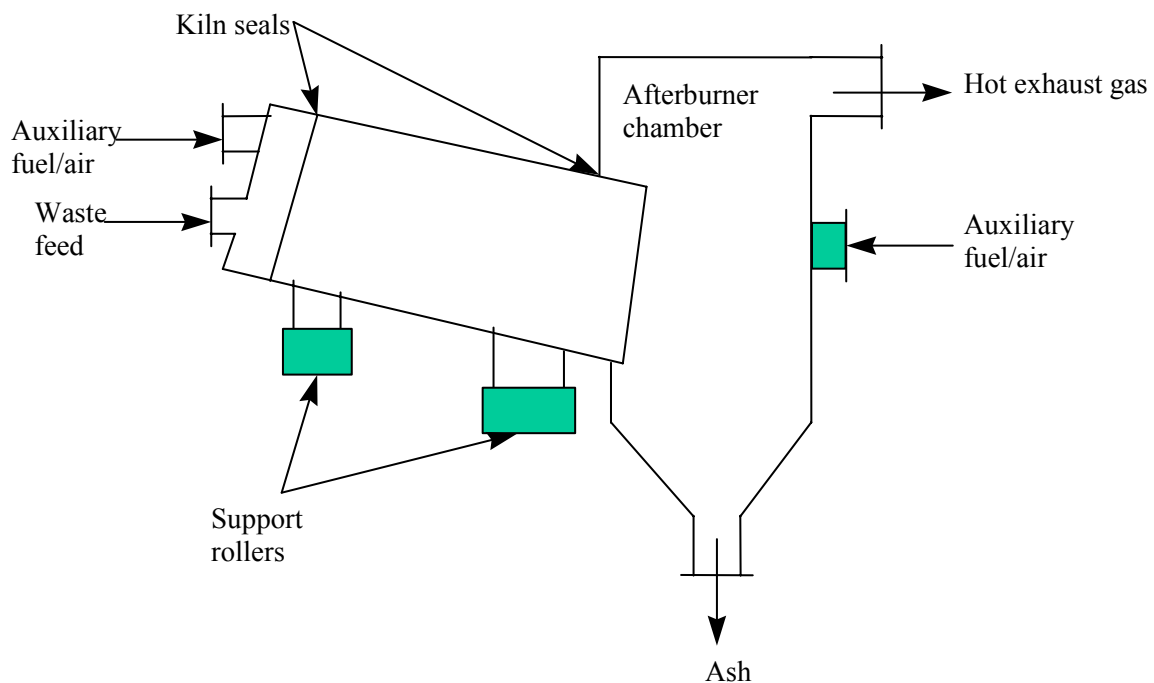 Kiln seals
Afterburner
chamber
Hot exhaust gas
Auxiliary
fuel/air
Waste
feed
Auxiliary
fuel/air
Support
rollers
Ash